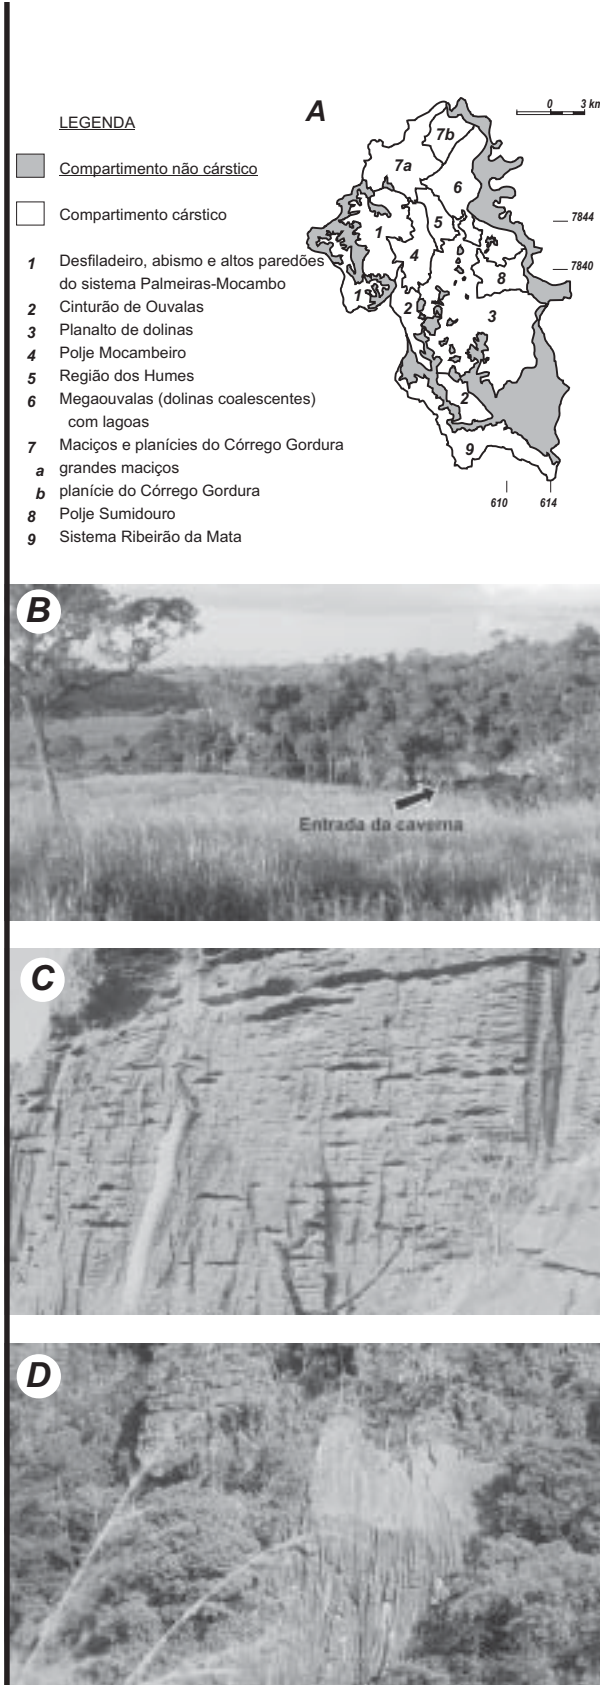 A
0 3 km
LEGENDA
Compartimento não cárstico
Compartimento cárstico
1 Desfiladeiro, abismo e altos paredões
do sistema Palmeiras-Mocambo
2 Cinturão de Ouvalas
3 Planalto de dolinas
4 Polje Mocambeiro
5 Região dos Humes
6 Megaouvalas (dolinas coalescentes)
com lagoas
7 Maciços e planícies do Córrego Gordura
a grandes maciços
b planície do Córrego Gordura
8 Polje Sumidouro
9 Sistema Ribeirão da Mata
7b
7a
6
7844
1
5
4
7840
8
1
2
3
2
9
610 614
B
Entrada da caverna
C
D